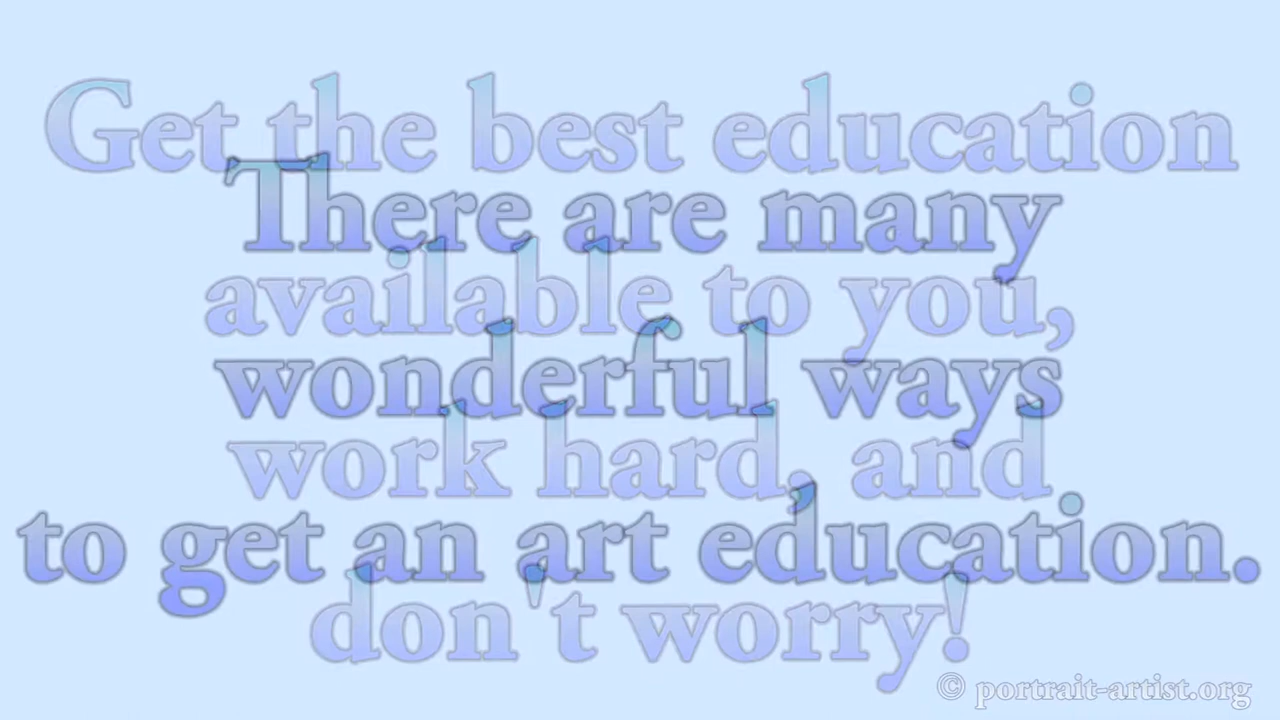 Get the best education
There are many
available to you,
wonderful ways
work hard, and
to get an art education.
don't worry!
© portrait-artist.org